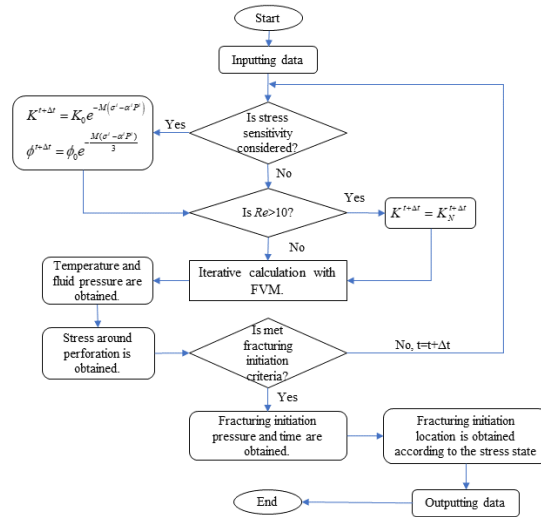 Start
Inputting data
Is stress
sensitivity
considered?
Yes
K^{t+Δt} = K_0 e^{-M(σ^t-α^t P^t)}
ϕ^{t+Δt} = ϕ_0 e^{-\frac{M(σ^t-α^t P^t)}{3}}
No
Is Re>10?
Yes
K^{t+Δt} = K_N^{t+Δt}
No
Iterative calculation with
FVM.
Temperature and
fluid pressure are
obtained.
Stress around
perforation is
obtained.
Is met
fracturing
initiation
criteria?
No, t=t+Δt
Yes
Fracturing initiation
pressure and time are
obtained.
Fracturing initiation
location is obtained
according to the stress state
Outputting data
End